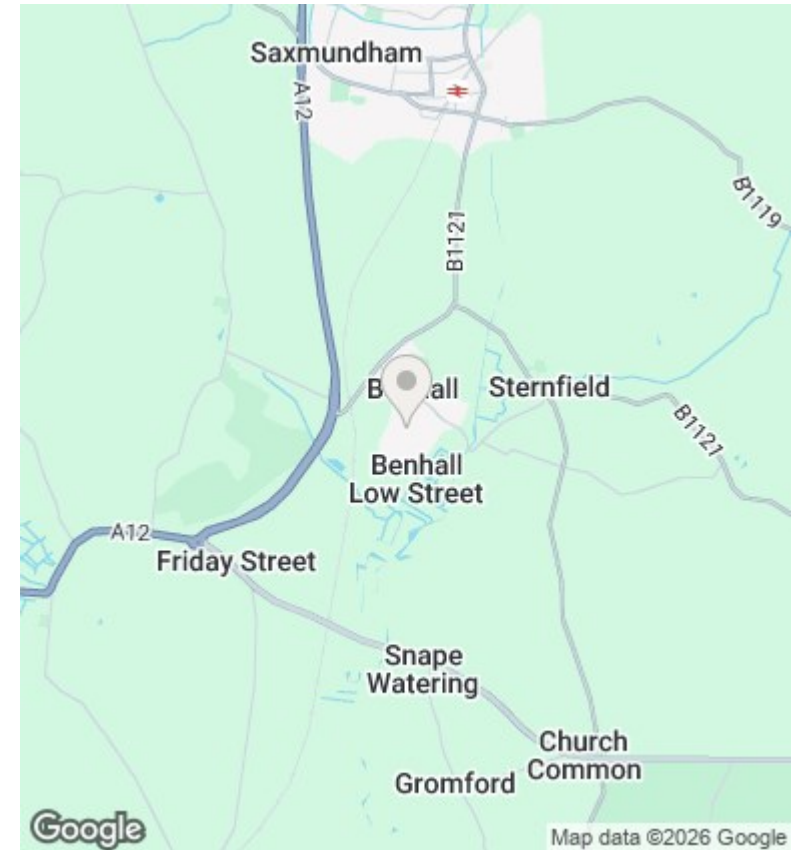 Saxmundham
A12
B1119
B1121
Sternfield
B1121
Benhall
Low Street
A12
Friday Street
Snape
Watering
Church
Common
Gromford
Google
Map data ©2026 Google